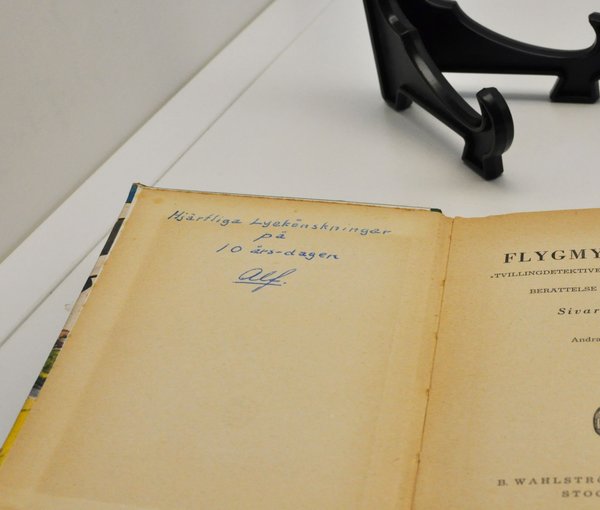 Hjärtliga Lyckönskningar
på
10 års-dagen
Alf.
FLYGMY
TVILLINGDETEKTIVE
BERÄTTELSE
Sivar
Andra
B. WAHLSTRÖ
STOC